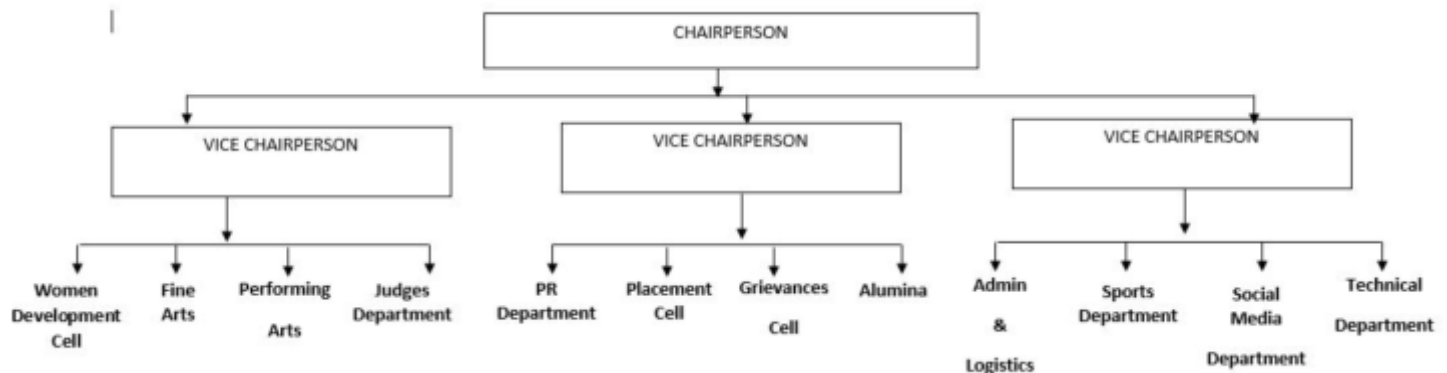 CHAIRPERSON
VICE CHAIRPERSON
VICE CHAIRPERSON
VICE CHAIRPERSON
Women
Development
Cell
Fine
Arts
Performing
Arts
Judges
Department
PR
Department
Placement
Cell
Grievances
Cell
Alumina
Admin
&
Logistics
Sports
Department
Social
Media
Department
Technical
Department